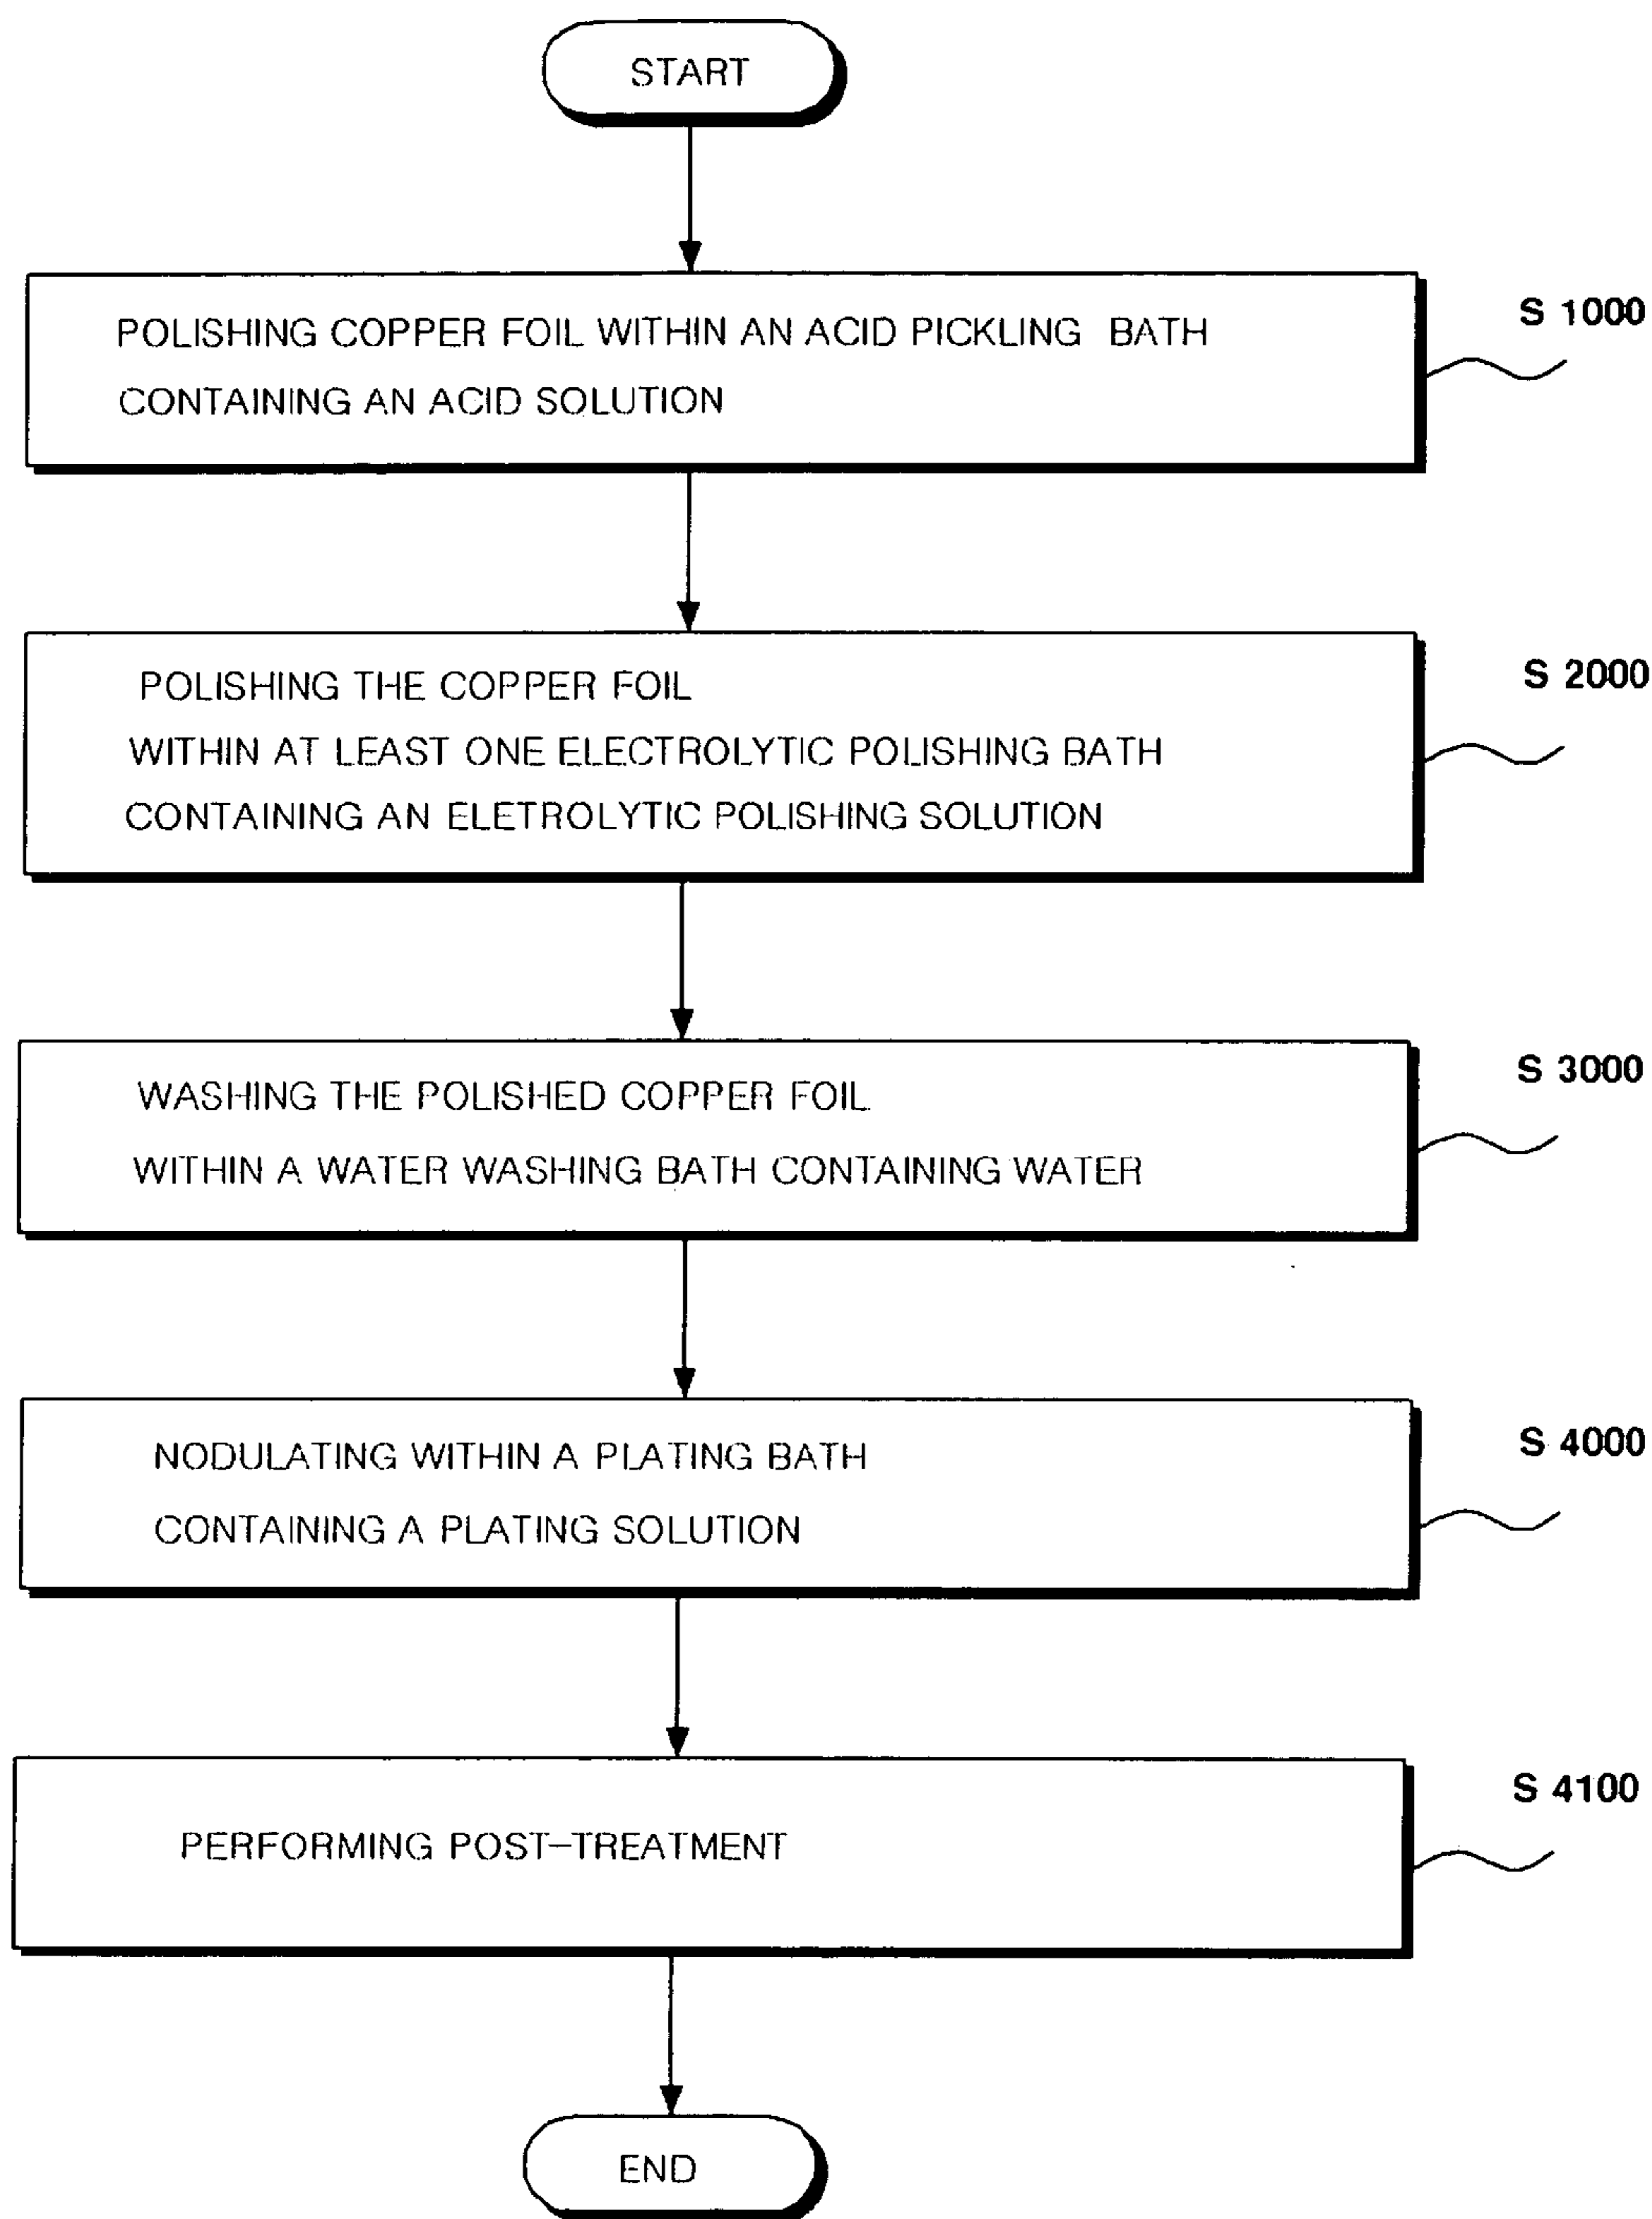 START
POLISHING COPPER FOIL WITHIN AN ACID PICKLING BATH
CONTAINING AN ACID SOLUTION
S 1000
POLISHING THE COPPER FOIL
WITHIN AT LEAST ONE ELECTROLYTIC POLISHING BATH
CONTAINING AN ELETROLYTIC POLISHING SOLUTION
S 2000
WASHING THE POLISHED COPPER FOIL
WITHIN A WATER WASHING BATH CONTAINING WATER
S 3000
NODULATING WITHIN A PLATING BATH
CONTAINING A PLATING SOLUTION
S 4000
PERFORMING POST-TREATMENT
S 4100
END